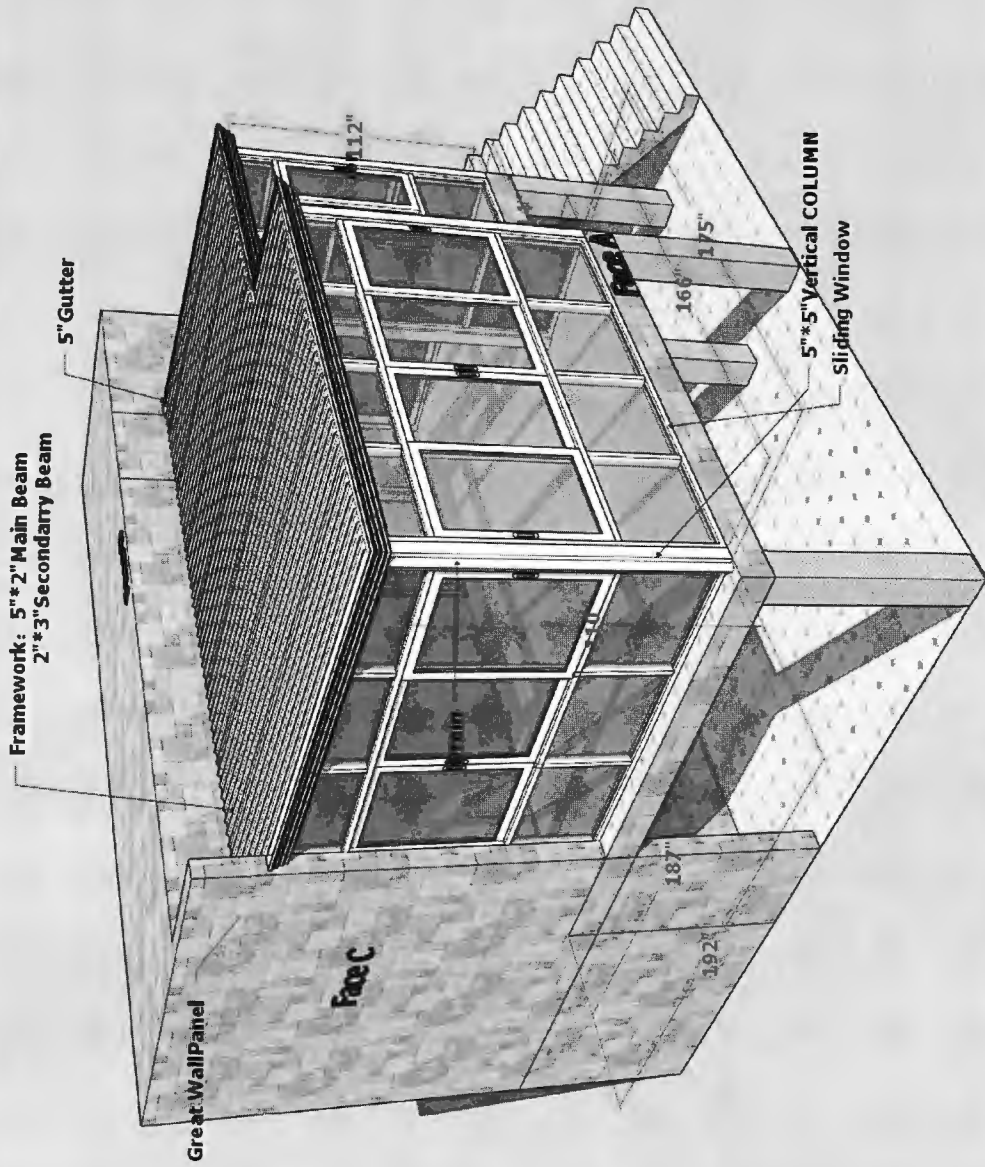 Framework: 5"*2"Main Beam
2"*3"Secondarry Beam
5"Gutter
Great WallPanel
Face C
112"
Face A
166"
175"
5"*5"Vertical COLUMN
Sliding Window
187"
192"